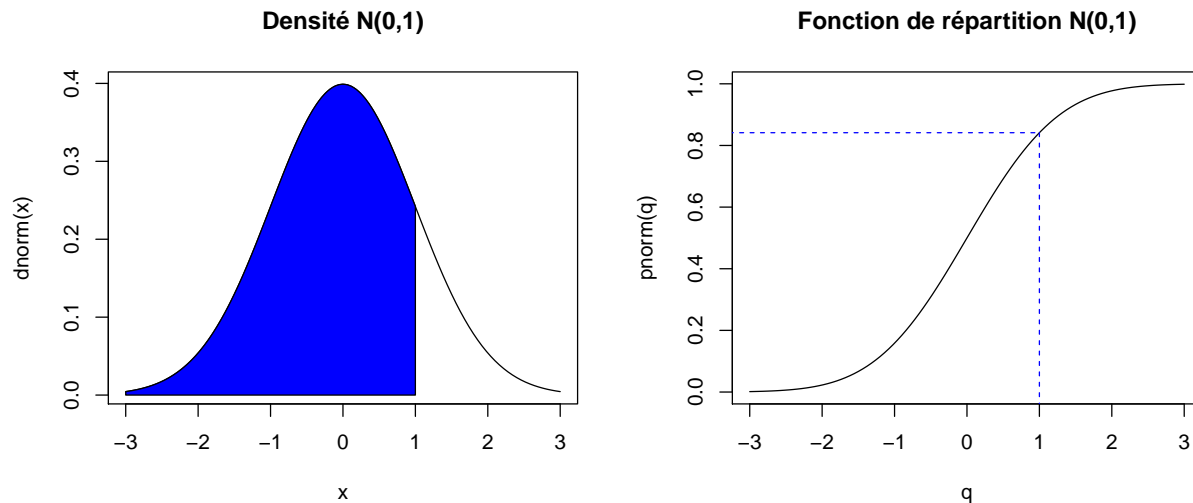 Densité N(0,1)
dnorm(x)
0.4
0.3
0.2
0.1
0.0
−3 −2 −1 0 1 2 3
x
Fonction de répartition N(0,1)
pnorm(q)
1.0
0.8
0.6
0.4
0.2
0.0
−3 −2 −1 0 1 2 3
q